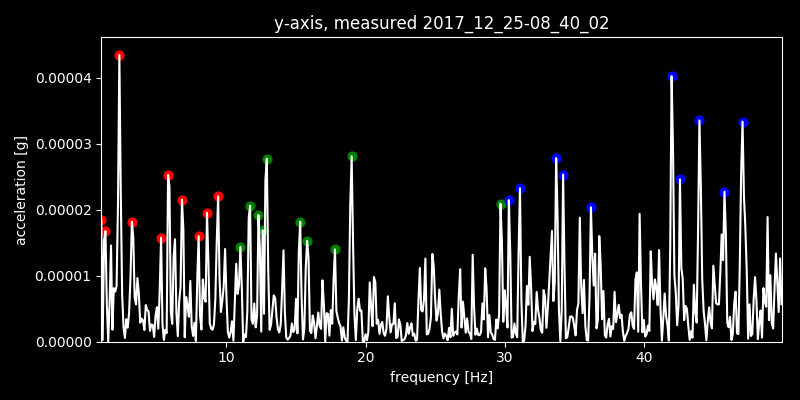 y-axis, measured 2017_12_25-08_40_02
0.00004
0.00003
0.00002
0.00001
0.00000
acceleration [g]
10 20 30 40
frequency [Hz]